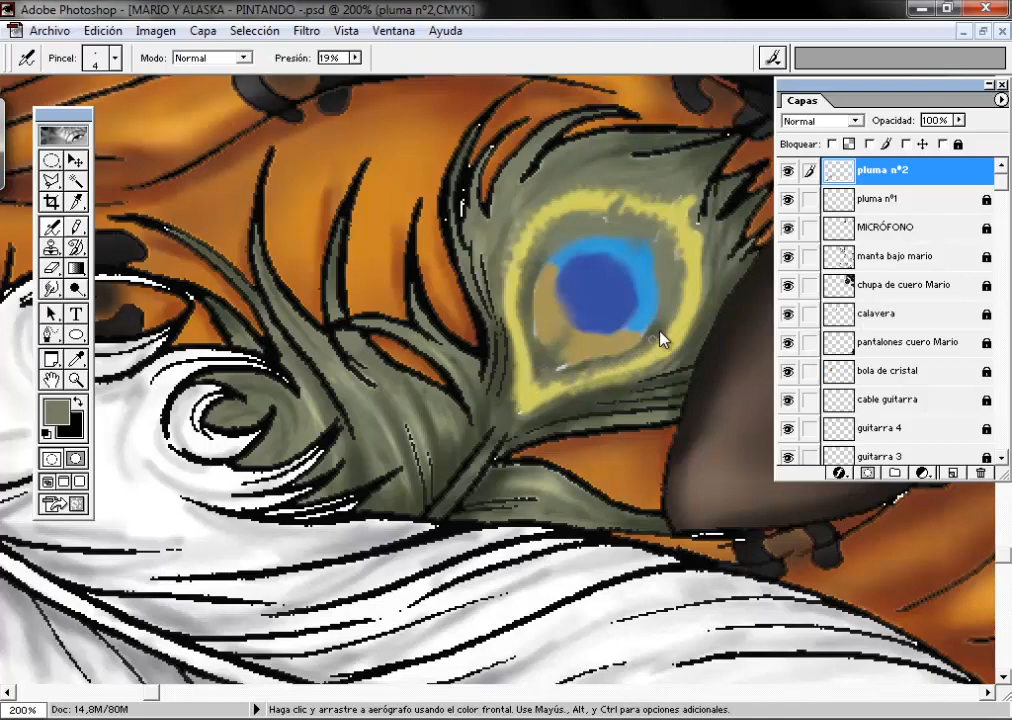 Adobe Photoshop - [MARIO Y ALASKA - PINTANDO -.psd @ 200% (pluma nº2,CMYK)]
Archivo Edición Imagen Capa Selección Filtro Vista Ventana Ayuda
Pincel: 4 Modo: Normal Presión: 19%
Capas
Normal Opacidad: 100%
Bloquear:
pluma nº2
pluma nº1
MICRÓFONO
manta bajo mario
chupa de cuero Mario
calavera
pantalones cuero Mario
bola de cristal
cable guitarra
guitarra 4
guitarra 3
200% Doc: 14,8M/80M Haga clic y arrastre a aerógrafo usando el color frontal. Use Mayús., Alt, y Ctrl para opciones adicionales.